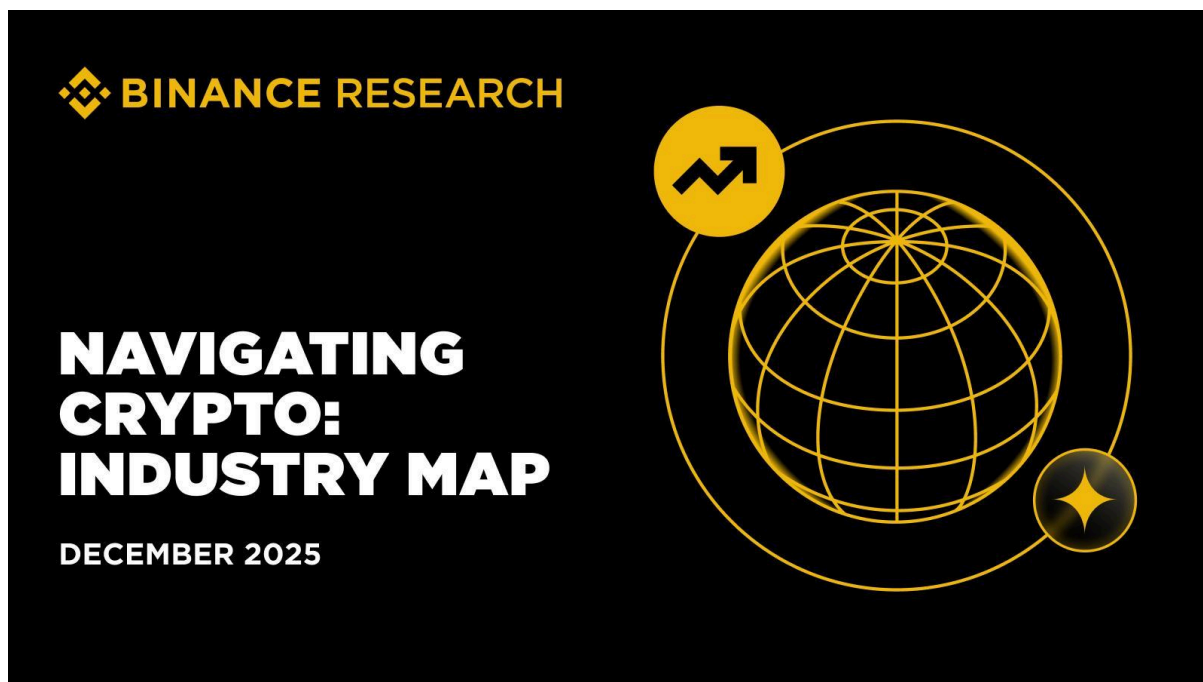 BINANCE RESEARCH
NAVIGATING
CRYPTO:
INDUSTRY MAP
DECEMBER 2025